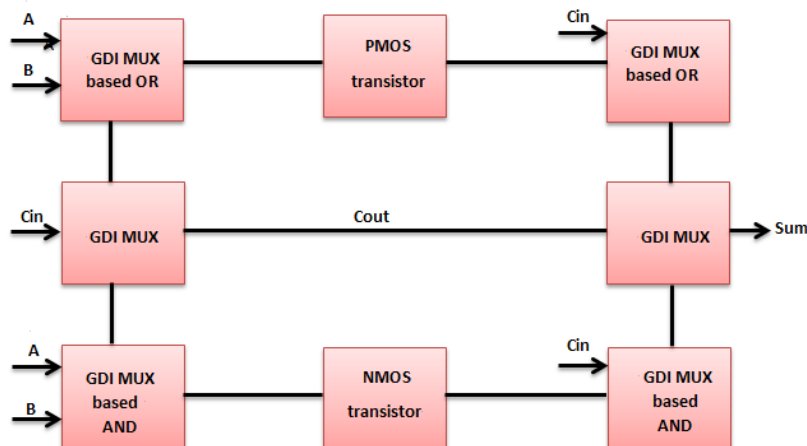 A
B
GDI MUX
based OR
PMOS
transistor
Cin
GDI MUX
based OR
Cin
GDI MUX
Cout
GDI MUX
Sum
A
B
GDI MUX
based
AND
NMOS
transistor
Cin
GDI MUX
based
AND